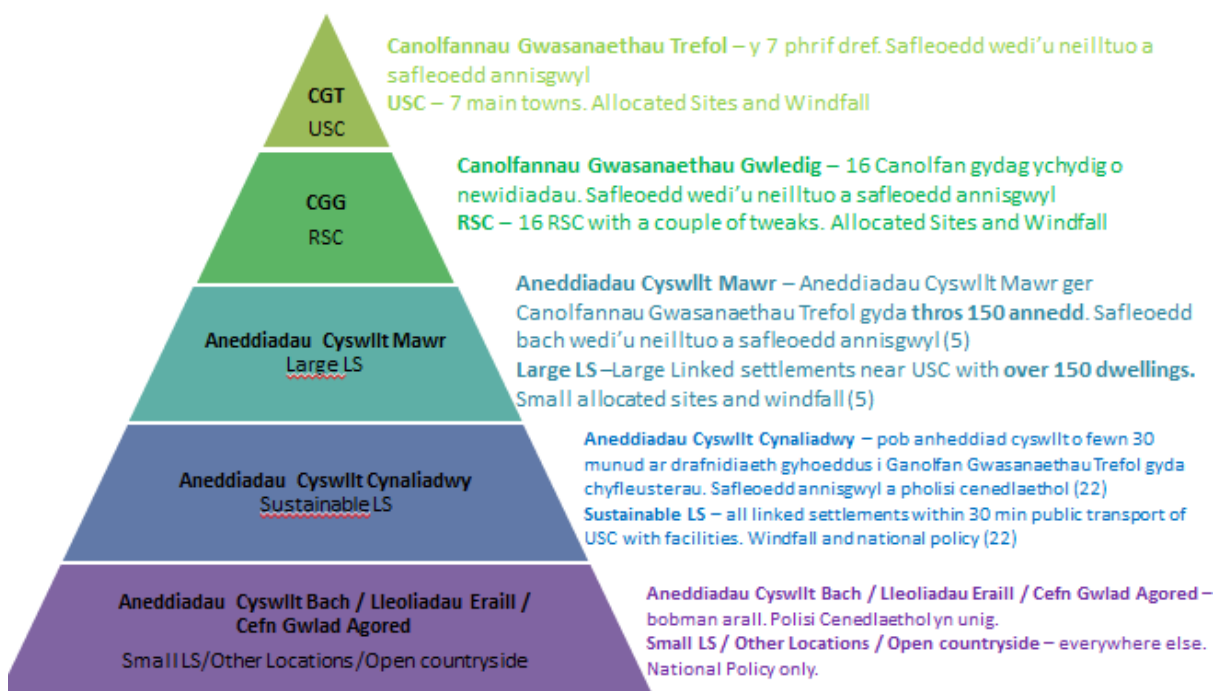 CGT
USC
Canolfannau Gwasanaethau Trefol – y 7 phrif dref. Safleoedd wedi'u neilltuo a
safleoedd annisgwyl
USC – 7 main towns. Allocated Sites and Windfall
CGG
RSC
Canolfannau Gwasanaethau Gwledig – 16 Canolfan gydag ychydig o
newidiadau. Safleoedd wedi'u neilltuo a safleoedd annisgwyl
RSC – 16 RSC with a couple of tweaks. Allocated Sites and Windfall
Aneddiadau Cyswllt Mawr
Large LS
Aneddiadau Cyswllt Mawr – Aneddiadau Cyswllt Mawr ger
Canolfannau Gwasanaethau Trefol gyda thros 150 annedd. Safleoedd
bach wedi'u neilltuo a safleoedd annisgwyl (5)
Large LS –Large Linked settlements near USC with over 150 dwellings.
Small allocated sites and windfall (5)
Aneddiadau Cyswllt Cynaliadwy
Sustainable LS
Aneddiadau Cyswllt Cynaliadwy – pob anheddiad cyswllt o fewn 30
munud ar drafnidiaeth gyhoeddus i Ganolfan Gwasanaethau Trefol gyda
chyfleusterau. Safleoedd annisgwyl a pholisi cenedlaethol (22)
Sustainable LS – all linked settlements within 30 min public transport of
USC with facilities. Windfall and national policy (22)
Aneddiadau Cyswllt Bach / Lleoliadau Eraill /
Cefn Gwlad Agored
Small LS/Other Locations /Open countryside
Aneddiadau Cyswllt Bach / Lleoliadau Eraill / Cefn Gwlad Agored –
bobman arall. Polisi Cenedlaethol yn unig.
Small LS / Other Locations / Open countryside – everywhere else.
National Policy only.